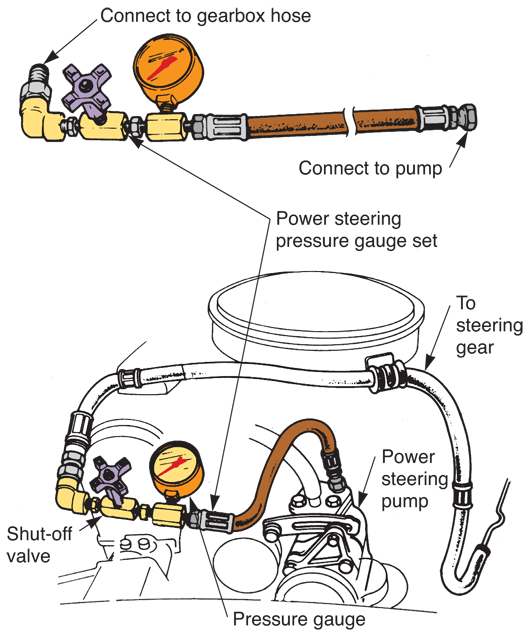 Connect to gearbox hose
Connect to pump
Power steering
pressure gauge set
To
steering
gear
Power
steering
pump
Shut-off
valve
Pressure gauge